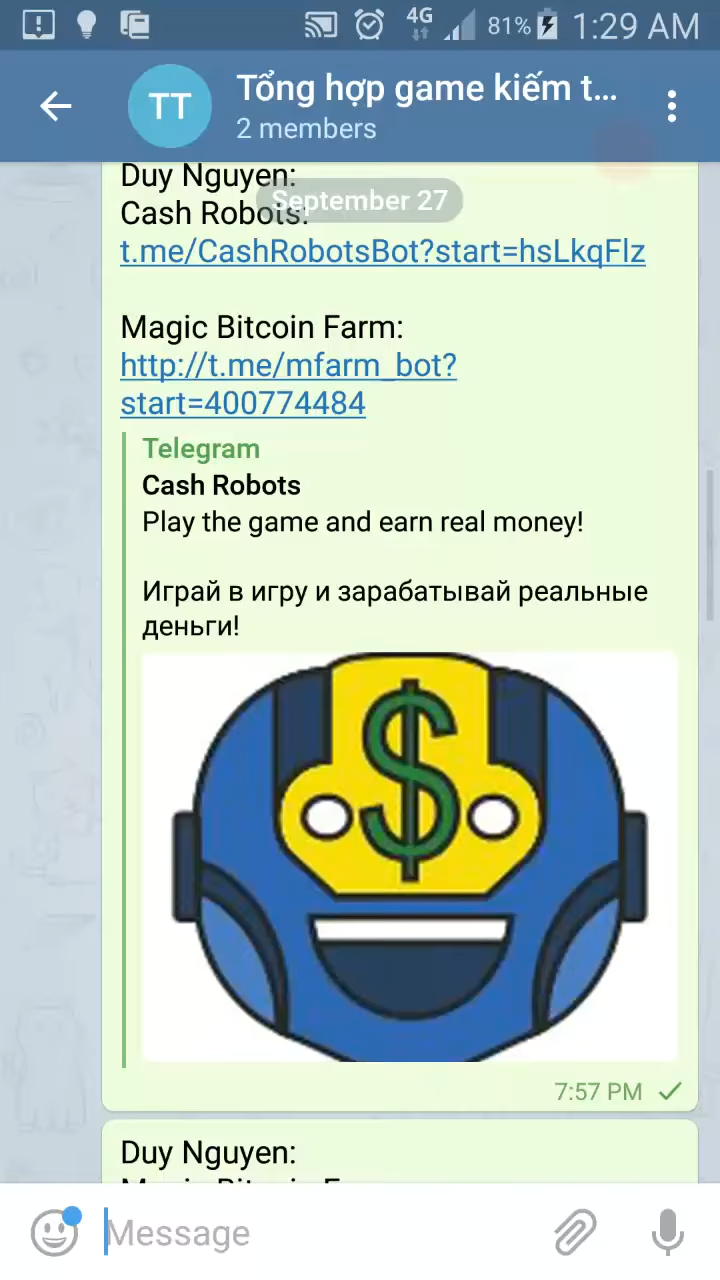 4G 81% 1:29 AM
TT
Tổng hợp game kiếm t...
2 members
Duy Nguyen:
September 27
Cash Robots:
t.me/CashRobotsBot?start=hsLkqFlz
Magic Bitcoin Farm:
http://t.me/mfarm_bot?
start=400774484
Telegram
Cash Robots
Play the game and earn real money!
Играй в игру и зарабатывай реальные
деньги!
$
7:57 PM
Duy Nguyen:
Message